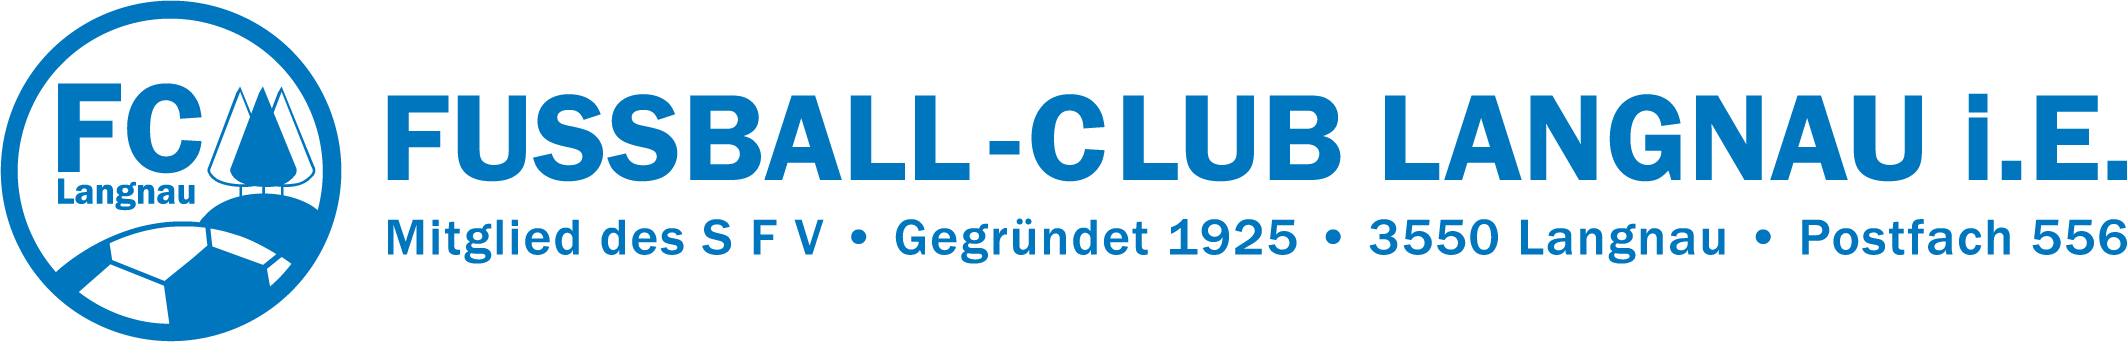 FC
Langnau
FUSSBALL-CLUB LANGNAU i.E.
Mitglied des S F V • Gegründet 1925 • 3550 Langnau • Postfach 556